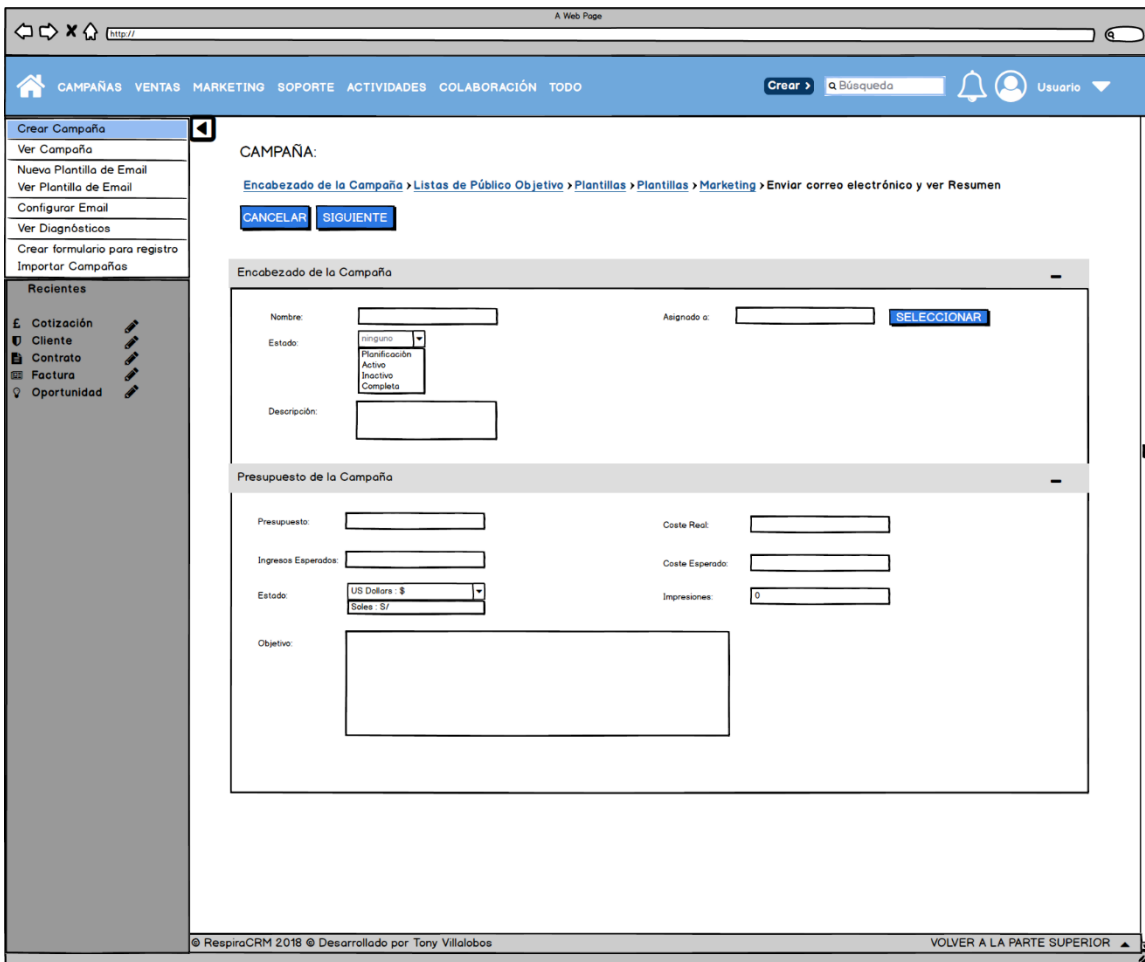 A Web Page
http://
CAMPAÑAS VENTAS MARKETING SOPORTE ACTIVIDADES COLABORACIÓN TODO Crear > Búsqueda Usuario
Crear Campaña
Ver Campaña
Nueva Plantilla de Email
Ver Plantilla de Email
Configurar Email
Ver Diagnósticos
Crear formulario para registro
Importar Campañas
Recientes
£ Cotización
Cliente
Contrato
Factura
Oportunidad
CAMPAÑA:
Encabezado de la Campaña > Listas de Público Objetivo > Plantillas > Plantillas > Marketing > Enviar correo electrónico y ver Resumen
CANCELAR SIGUIENTE
Encabezado de la Campaña
Nombre: Asignado a: SELECCIONAR
Estado: ninguno
Planificación
Activo
Inactivo
Completa
Descripción:
Presupuesto de la Campaña
Presupuesto: Coste Real:
Ingresos Esperados: Coste Esperado:
Estado: US Dollars : $ Impresiones: 0
Soles : S/
Objetivo:
© RespiraCRM 2018 © Desarrollado por Tony Villalobos VOLVER A LA PARTE SUPERIOR